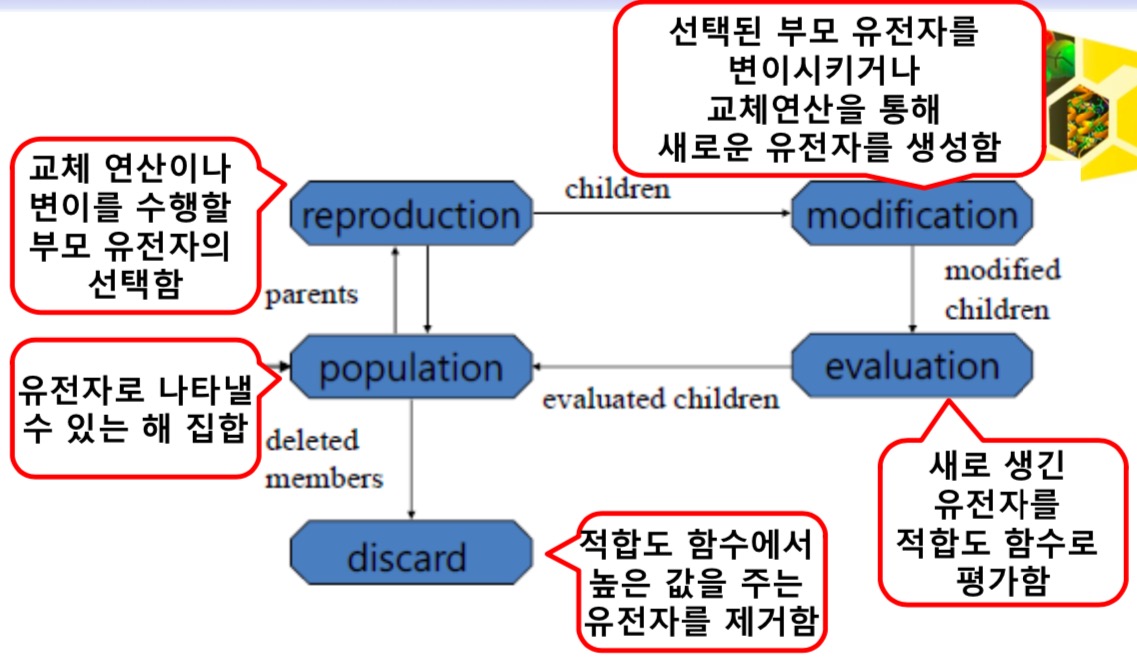 선택된 부모 유전자를
변이시키거나
교체연산을 통해
새로운 유전자를 생성함
교체 연산이나
변이를 수행할
부모 유전자의
선택함
reproduction
children
modification
parents
modified
children
유전자로 나타낼
수 있는 해 집합
population
evaluated children
evaluation
deleted
members
새로 생긴
유전자를
적합도 함수로
평가함
discard
적합도 함수에서
높은 값을 주는
유전자를 제거함